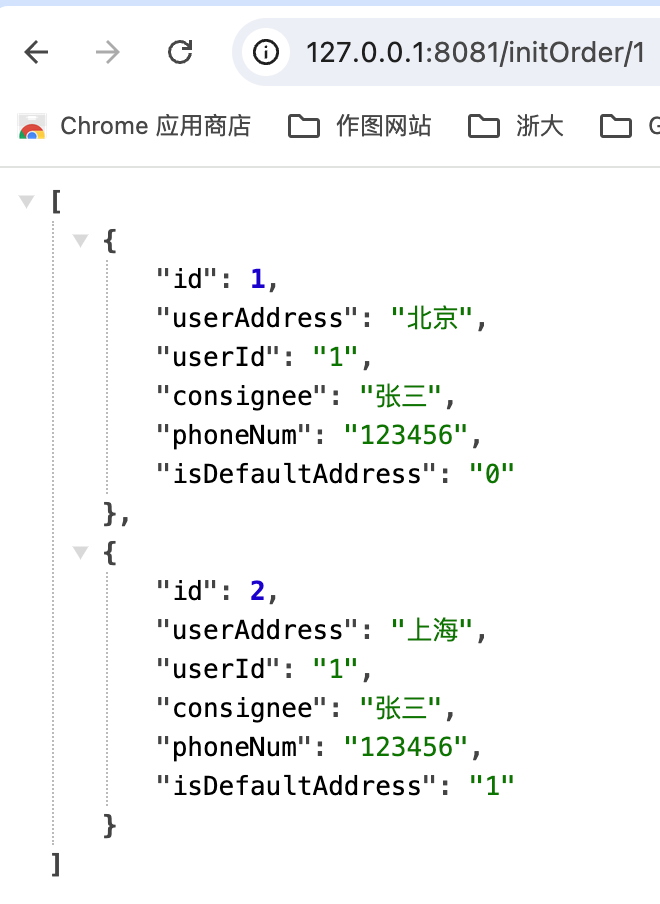 127.0.0.1:8081/initOrder/1
Chrome 应用商店 作图网站 浙大 G
[
{
"id": 1,
"userAddress": "北京",
"userId": "1",
"consignee": "张三",
"phoneNum": "123456",
"isDefaultAddress": "0"
},
{
"id": 2,
"userAddress": "上海",
"userId": "1",
"consignee": "张三",
"phoneNum": "123456",
"isDefaultAddress": "1"
}
]